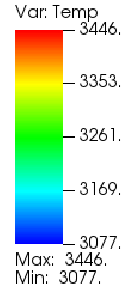 Var: Temp
3446.
3353.
3261.
3169.
3077.
Max: 3446.
Min: 3077.